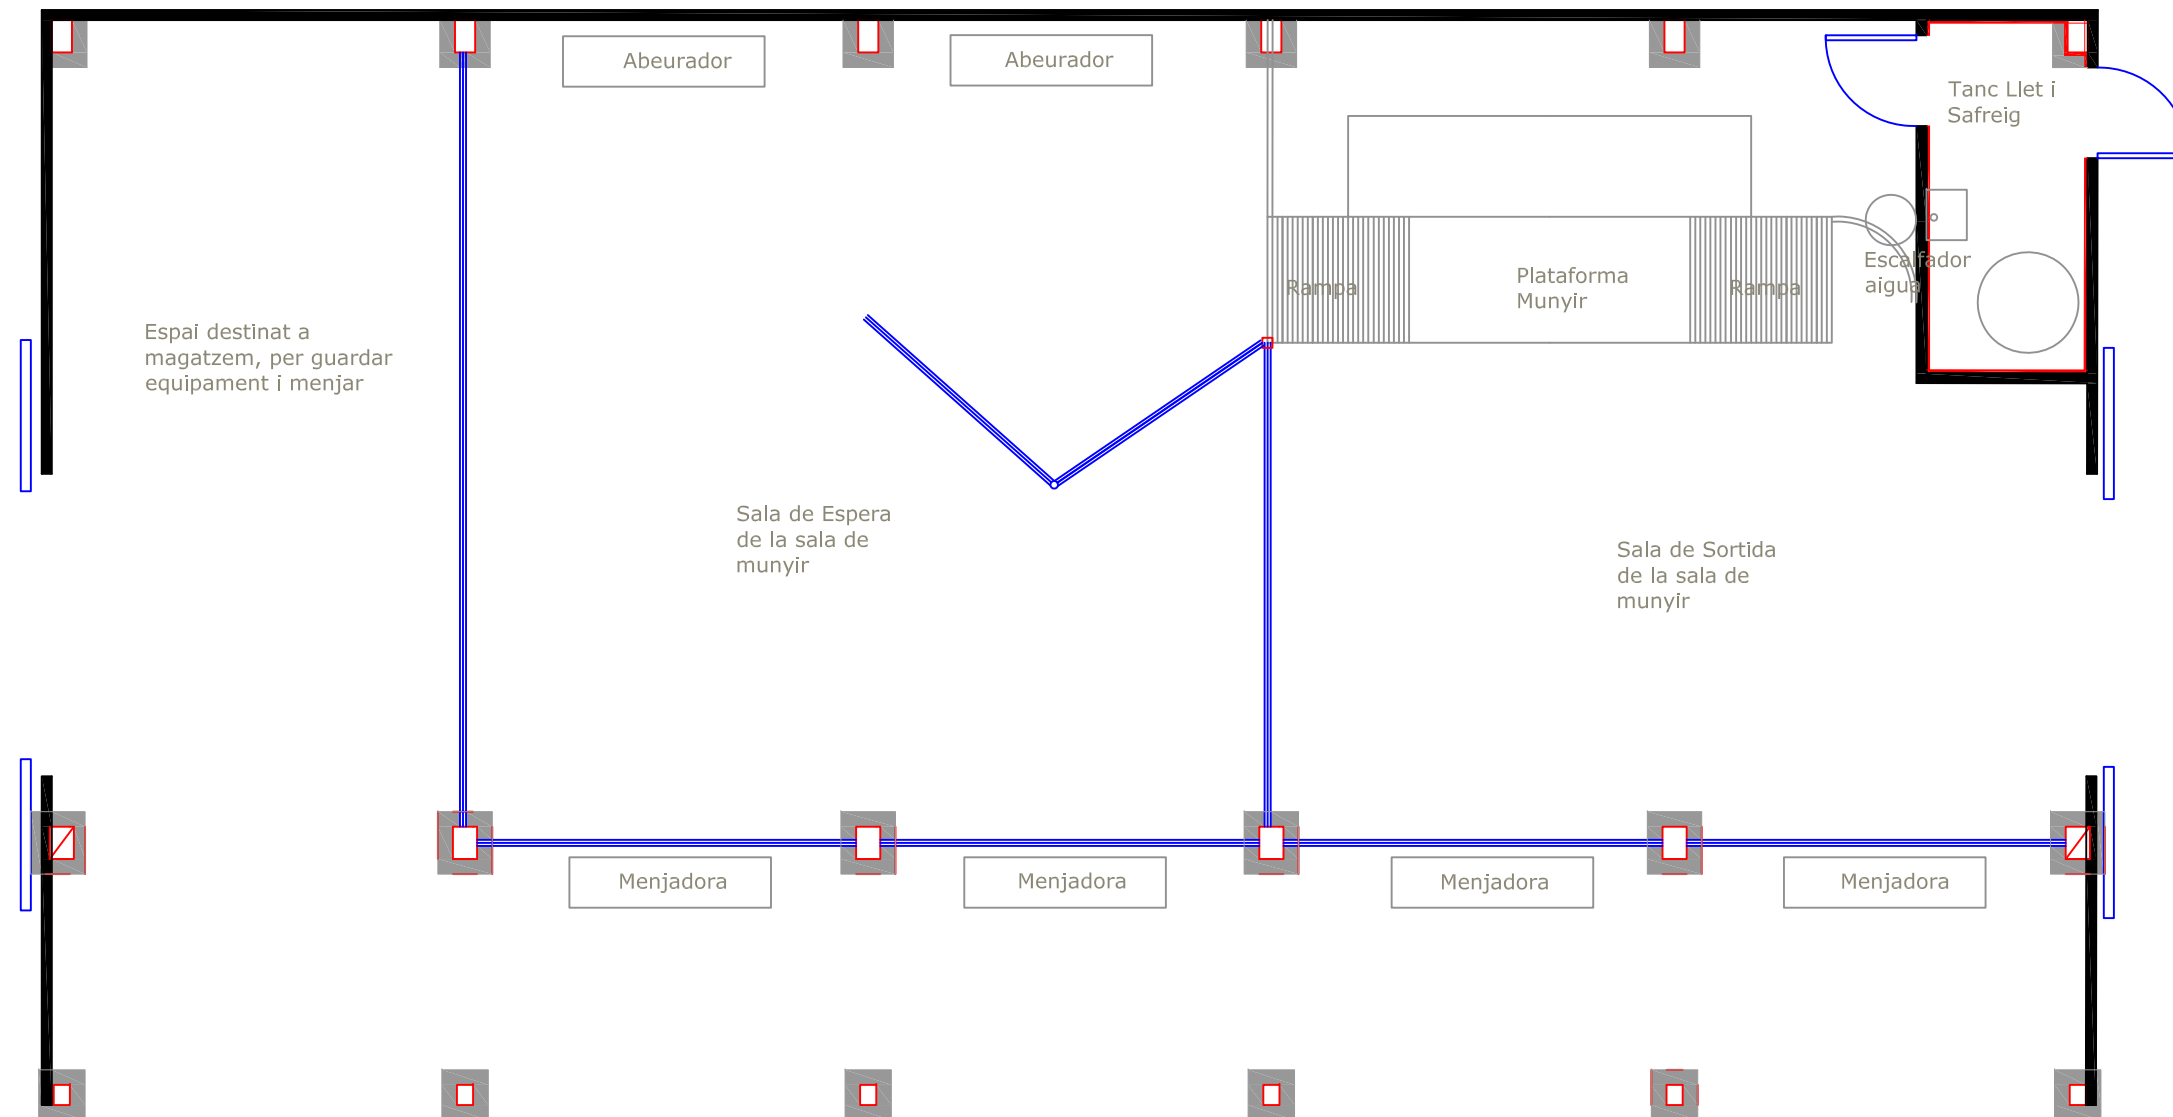 Abeurador
Abeurador
Tanc Llet i
Safreig
Escalfador
aigua
Rampa
Plataforma
Munyir
Rampa
Espai destinat a
magatzem, per guardar
equipament i menjar
Sala de Espera
de la sala de
munyir
Sala de Sortida
de la sala de
munyir
Menjadora
Menjadora
Menjadora
Menjadora